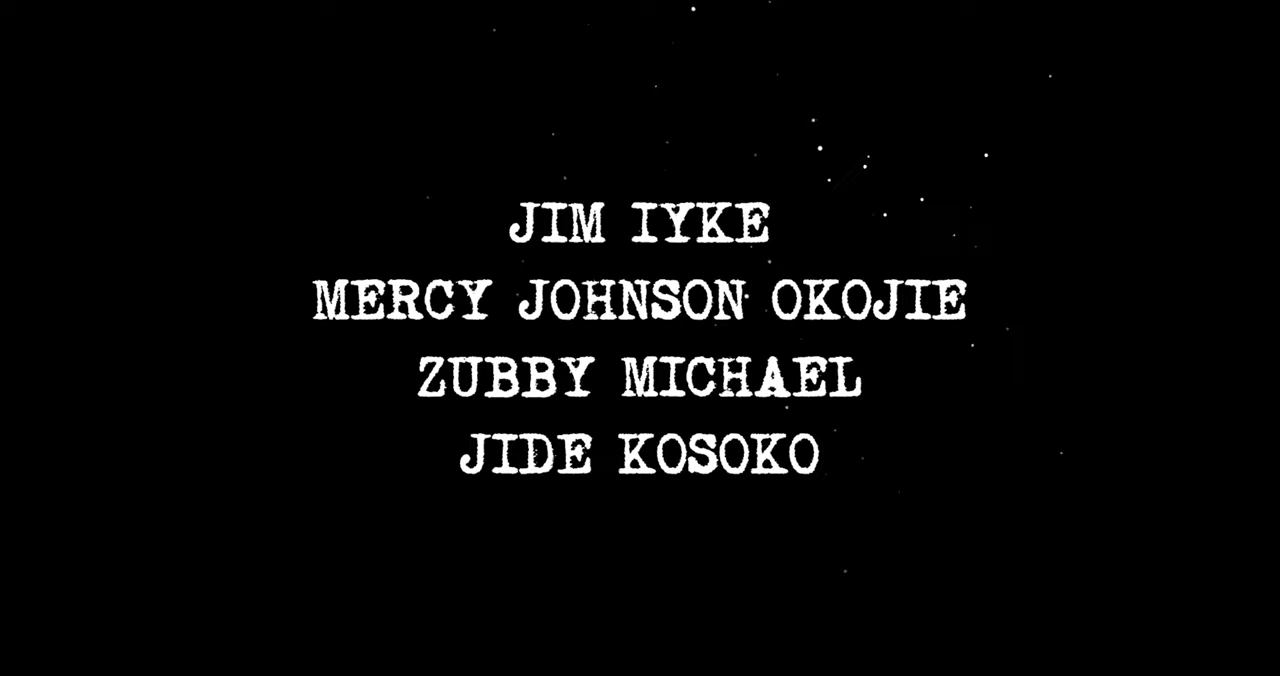 JIM IYKE
MERCY JOHNSON OKOJIE
ZUBBY MICHAEL
JIDE KOSOKO